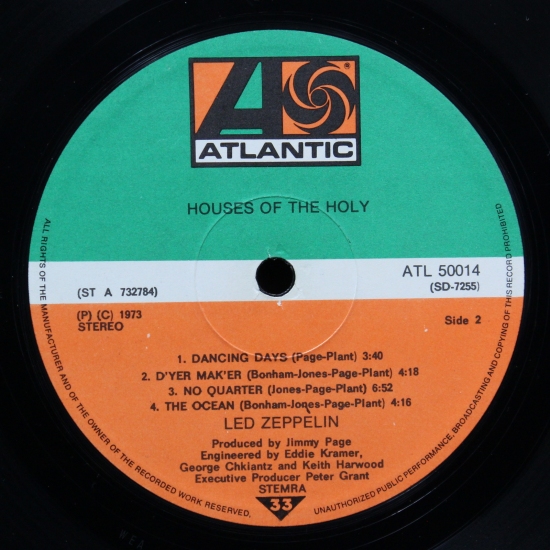 ATLANTIC
®
HOUSES OF THE HOLY
ATL 50014
(ST A 732784)
(SD-7255)
(P) (C) 1973
STEREO
Side 2
1. DANCING DAYS (Page-Plant) 3:40
2. D'YER MAK'ER (Bonham-Jones-Page-Plant) 4:18
3. NO QUARTER (Jones-Page-Plant) 6:52
4. THE OCEAN (Bonham-Jones-Page-Plant) 4:16
LED ZEPPELIN
Produced by Jimmy Page
Engineered by Eddie Kramer,
George Chkiantz and Keith Harwood
Executive Producer Peter Grant
STEMRA
33
ALL RIGHTS OF THE MANUFACTURER AND OF THE OWNER OF THE RECORDED WORK RESERVED,
UNAUTHORIZED PUBLIC PERFORMANCE, BROADCASTING AND COPYING OF THIS RECORD PROHIBITED